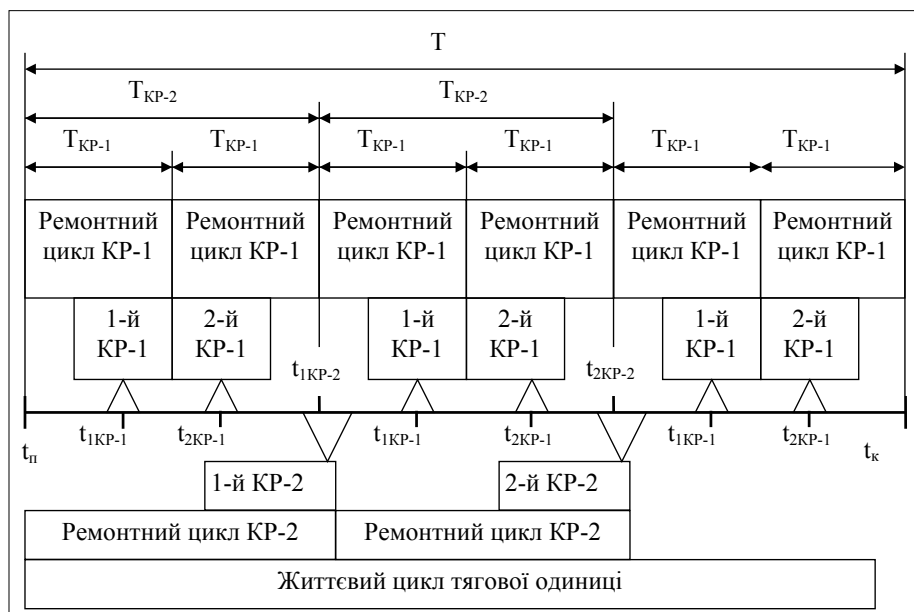 T
T_КР-2 T_КР-2
T_КР-1 T_КР-1 T_КР-1 T_КР-1 T_КР-1 T_КР-1
Ремонтний
цикл КР-1
Ремонтний
цикл КР-1
Ремонтний
цикл КР-1
Ремонтний
цикл КР-1
Ремонтний
цикл КР-1
Ремонтний
цикл КР-1
1-й
КР-1
2-й
КР-1
t_1КР-2
1-й
КР-1
2-й
КР-1
t_2КР-2
1-й
КР-1
2-й
КР-1
t_п t_1КР-1 t_2КР-1 t_1КР-1 t_2КР-1 t_1КР-1 t_2КР-1 t_к
1-й КР-2 2-й КР-2
Ремонтний цикл КР-2 Ремонтний цикл КР-2
Життєвий цикл тягової одиниці